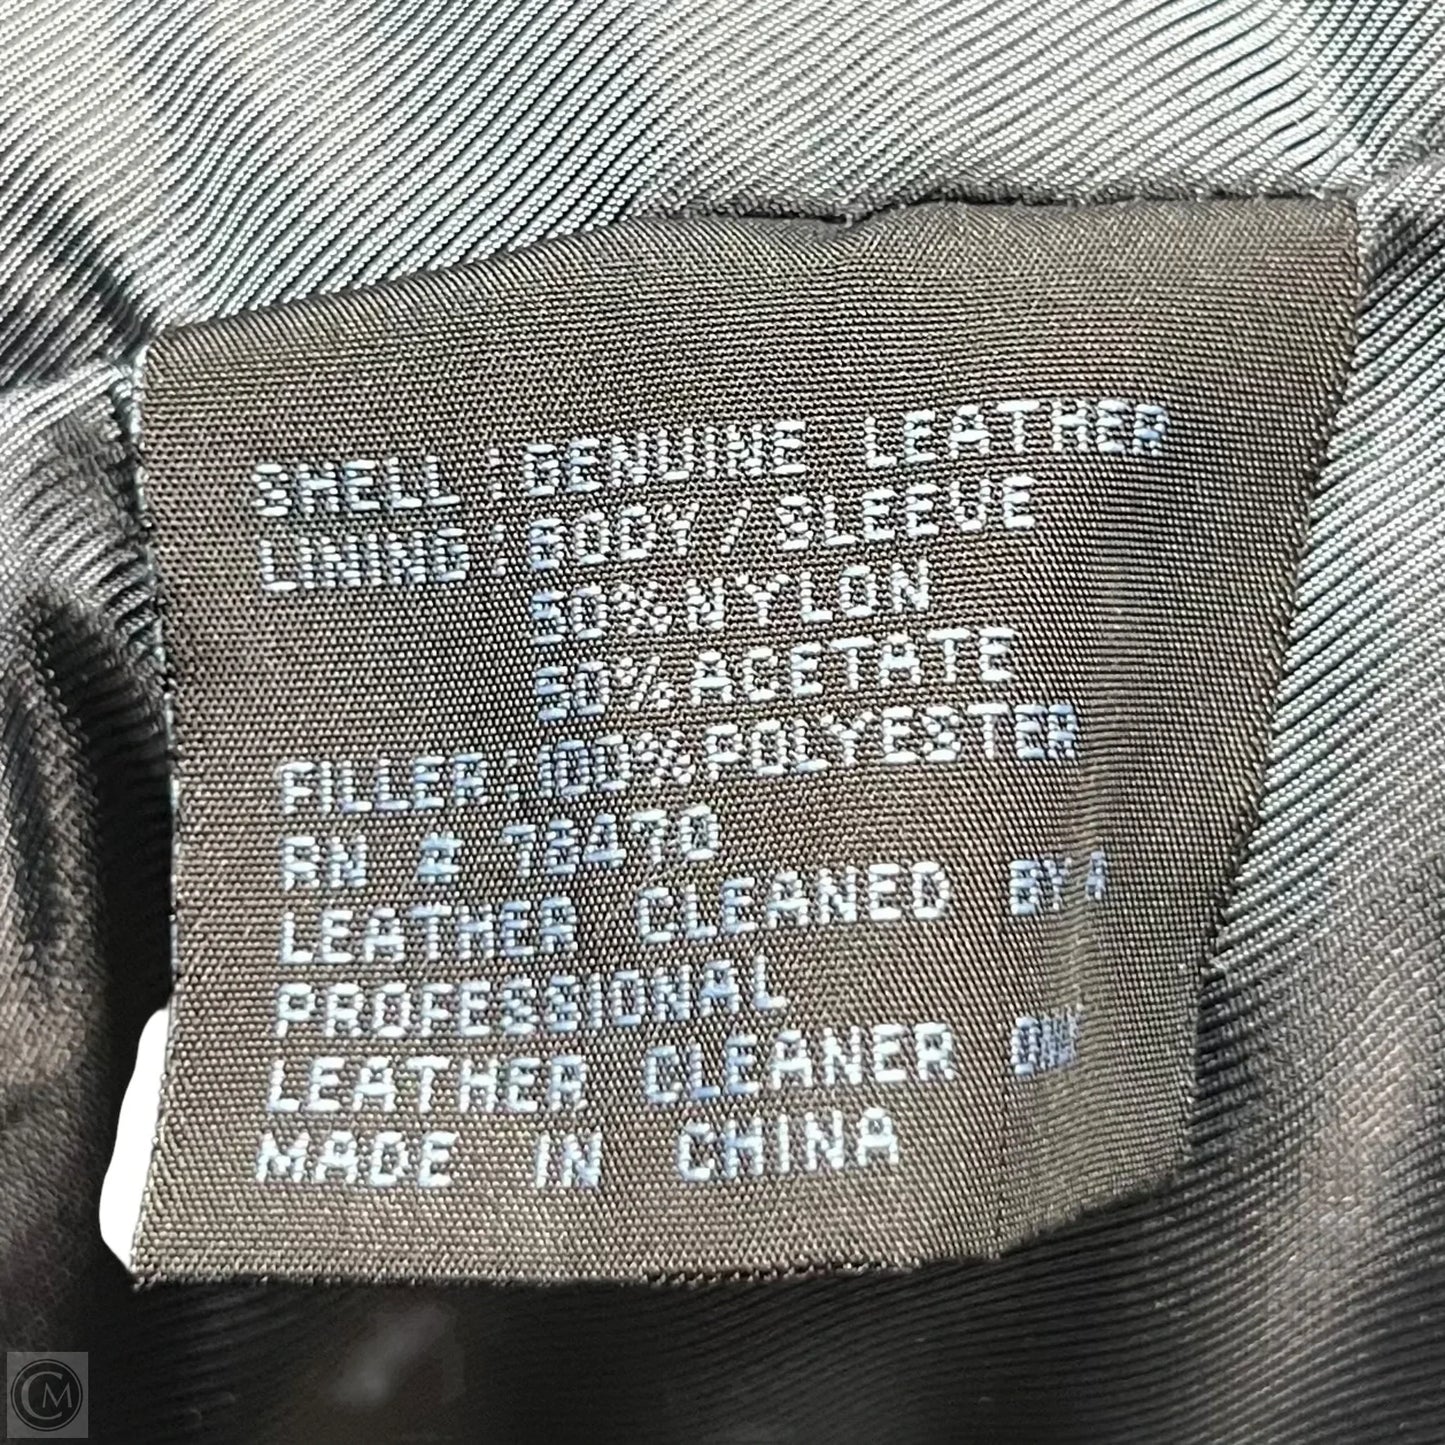 SHELL : GENUINE LEATHER
LINING : BODY / SLEEVE
50% NYLON
50% ACETATE
FILLER : 100% POLYESTER
RN #
LEATHER CLEANED BY A
PROFESSIONAL
LEATHER CLEANER
MADE IN CHINA
CM